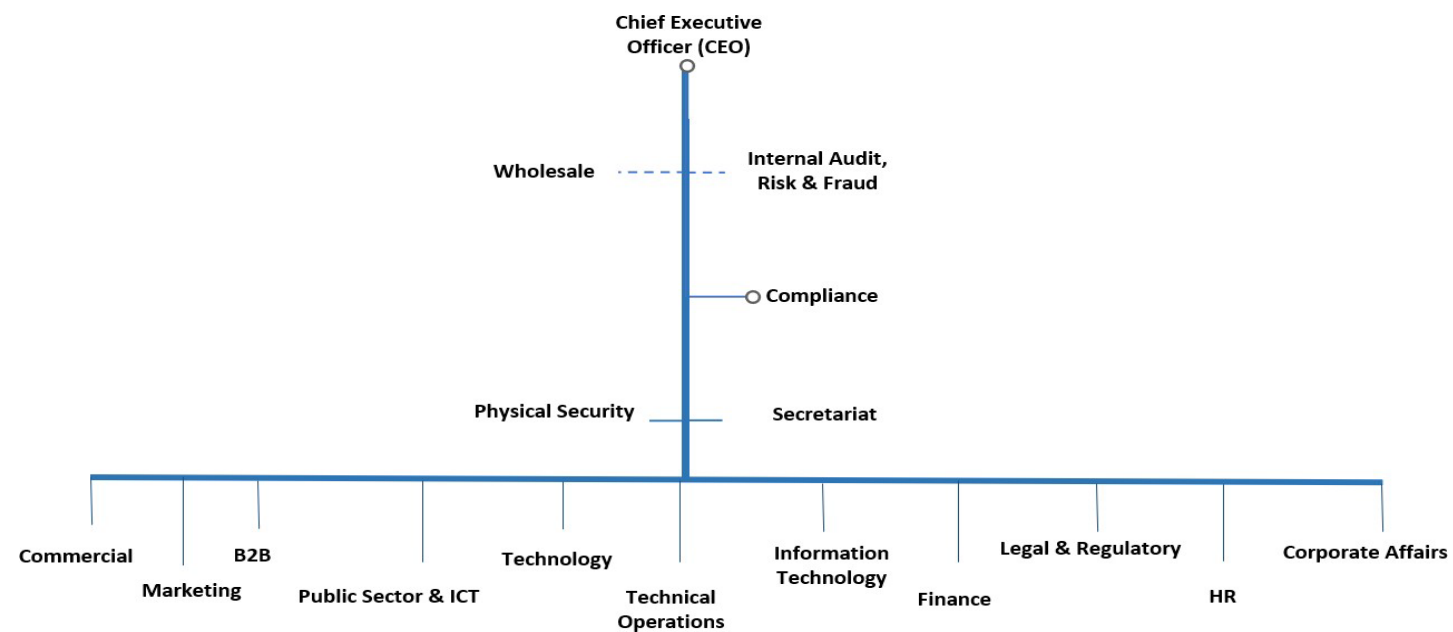 Chief Executive
Officer (CEO)
Wholesale
Internal Audit,
Risk & Fraud
Compliance
Physical Security
Secretariat
Commercial
Marketing
B2B
Public Sector & ICT
Technology
Technical
Operations
Information
Technology
Finance
Legal & Regulatory
HR
Corporate Affairs